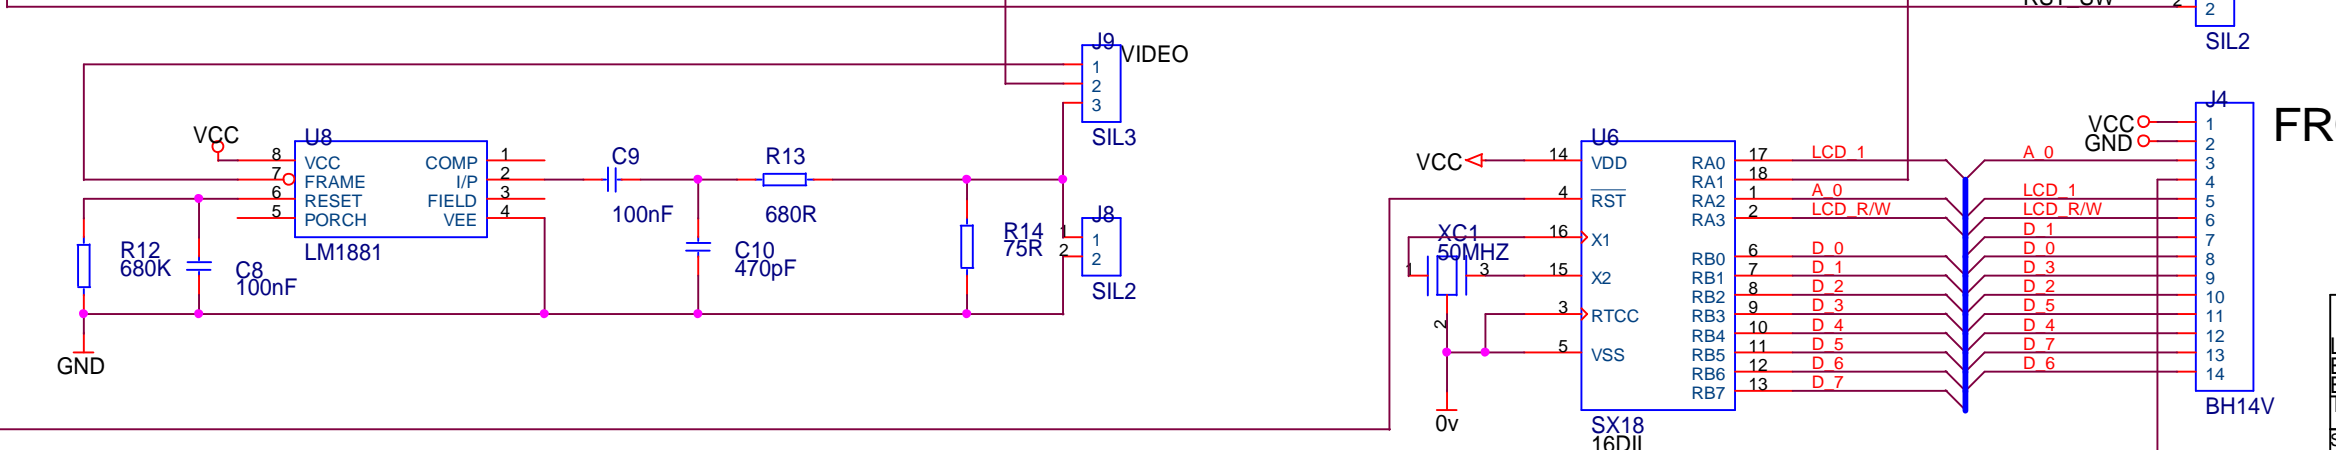 2
2
SIL2
J9
VIDEO
1
2
3
SIL3
VCC
U8
8
VCC
COMP
1
7
FRAME
I/P
2
6
RESET
FIELD
3
5
PORCH
VEE
4
LM1881
R12
680K
C8
100nF
GND
C9
100nF
R13
680R
C10
470pF
R14
75R
J8
1
1
2
2
SIL2
U6
VCC
14
VDD
RA0
17
LCD_1
RA1
18
4
RST
RA2
1
A_0
RA3
2
LCD_R/W
16
X1
XC1
50MHZ
1
3
2
15
X2
RB0
6
D_0
RB1
7
D_1
RB2
8
D_2
3
RTCC
RB3
9
D_3
RB4
10
D_4
5
VSS
RB5
11
D_5
RB6
12
D_6
RB7
13
D_7
0v
SX18
J4
VCC
1
GND
2
A_0
3
4
LCD_1
5
LCD_R/W
6
D_1
7
D_0
8
D_3
9
D_2
10
D_5
11
D_4
12
D_7
13
D_6
14
BH14V